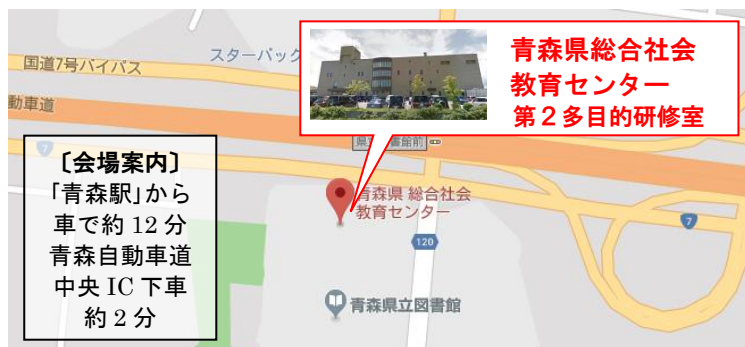 青森県総合社会
教育センター
第2多目的研修室
スターバック
国道7号バイパス
動車道
7
〔会場案内〕
「青森駅」から
車で約 12 分
青森自動車道
中央 IC 下車
約 2 分
青森県 総合社会
教育センター
120
7
青森県立図書館